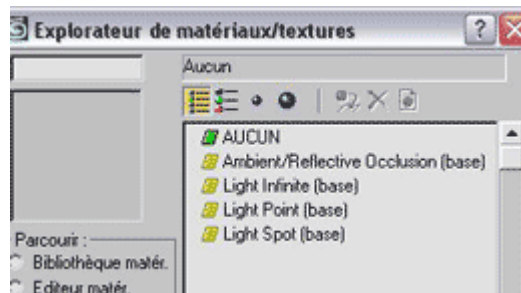 Explorateur de matériaux/textures
Aucun
AUCUN
Ambient/Reflective Occlusion (base)
Light Infinite (base)
Light Point (base)
Light Spot (base)
Parcourir :
Bibliothèque matér.
Editeur matér.